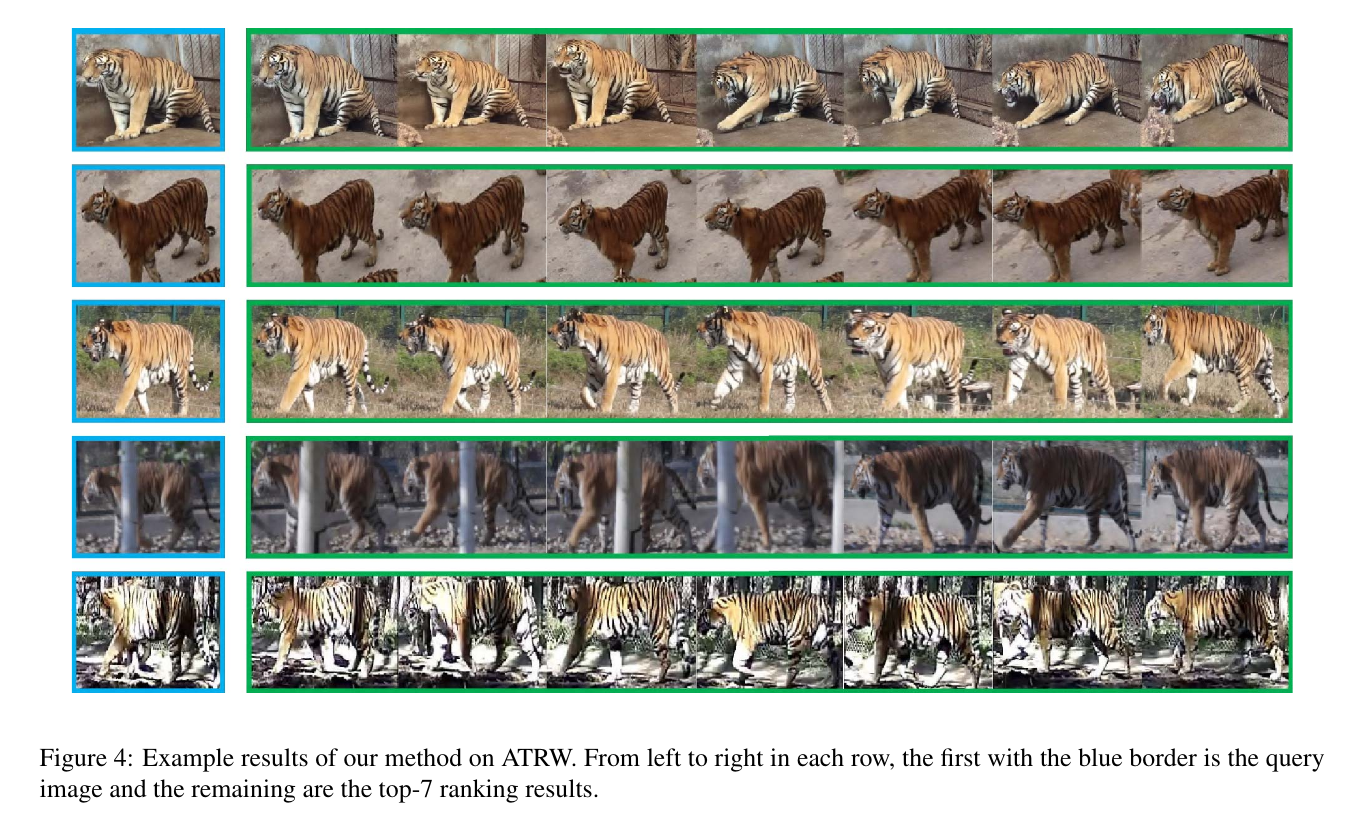 Figure 4: Example results of our method on ATRW. From left to right in each row, the first with the blue border is the query
image and the remaining are the top-7 ranking results.